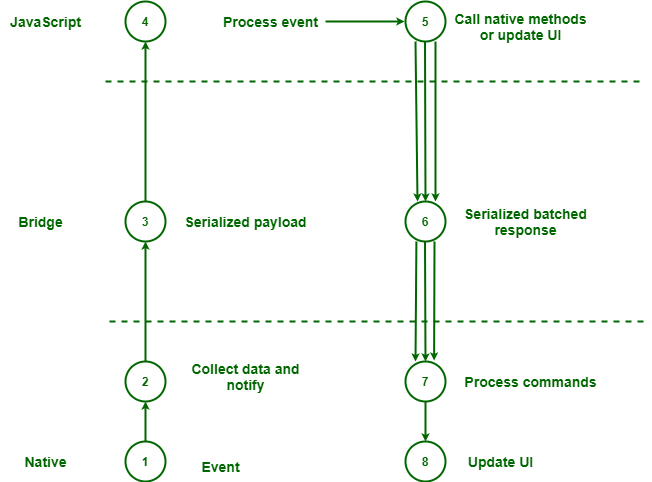 JavaScript
4
Process event
5
Call native methods
or update UI
Bridge
3
Serialized payload
6
Serialized batched
response
2
Collect data and
notify
7
Process commands
Native
1
Event
8
Update UI